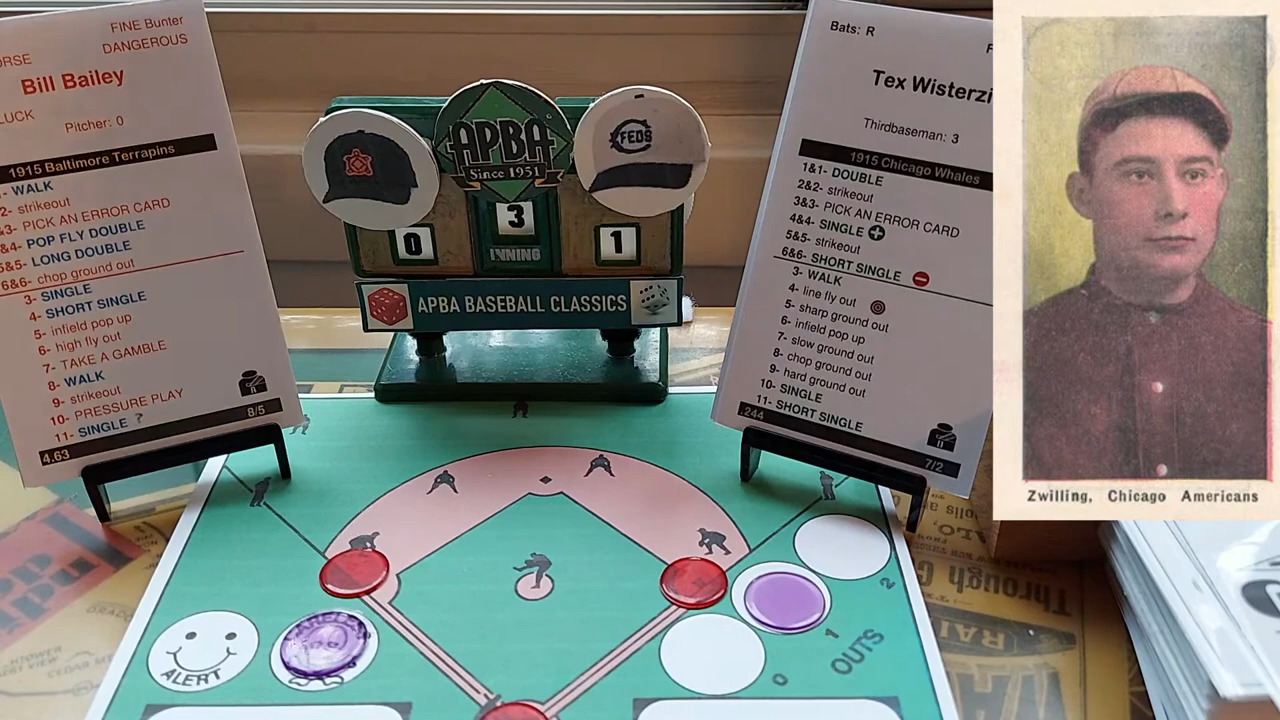 FINE Bunter
DANGEROUS
Bill Bailey
LUCK
Pitcher: 0
1915 Baltimore Terrapins
WALK
strikeout
PICK AN ERROR CARD
POP FLY DOUBLE
5&5- LONG DOUBLE
6&6- chop ground out
3- SINGLE
4- SHORT SINGLE
5- infield pop up
6- high fly out
7- TAKE A GAMBLE
8- WALK
9- strikeout
10- PRESSURE PLAY
11- SINGLE ?
4.63
8/5
APBA
Since 1951
FEDS
0
3
1
INNING
APBA BASEBALL CLASSICS
Bats: R
Tex Wisterzi
Thirdbaseman: 3
1915 Chicago Whales
1&1- DOUBLE
2&2- strikeout
3&3- PICK AN ERROR CARD
4&4- SINGLE
5&5- strikeout
6&6- SHORT SINGLE
3- WALK
4- line fly out
5- sharp ground out
6- infield pop up
7- slow ground out
8- chop ground out
9- hard ground out
10- SINGLE
11- SHORT SINGLE
.244
7/2
Zwilling, Chicago Americans
ALERT
0
1
2
OUTS
Through